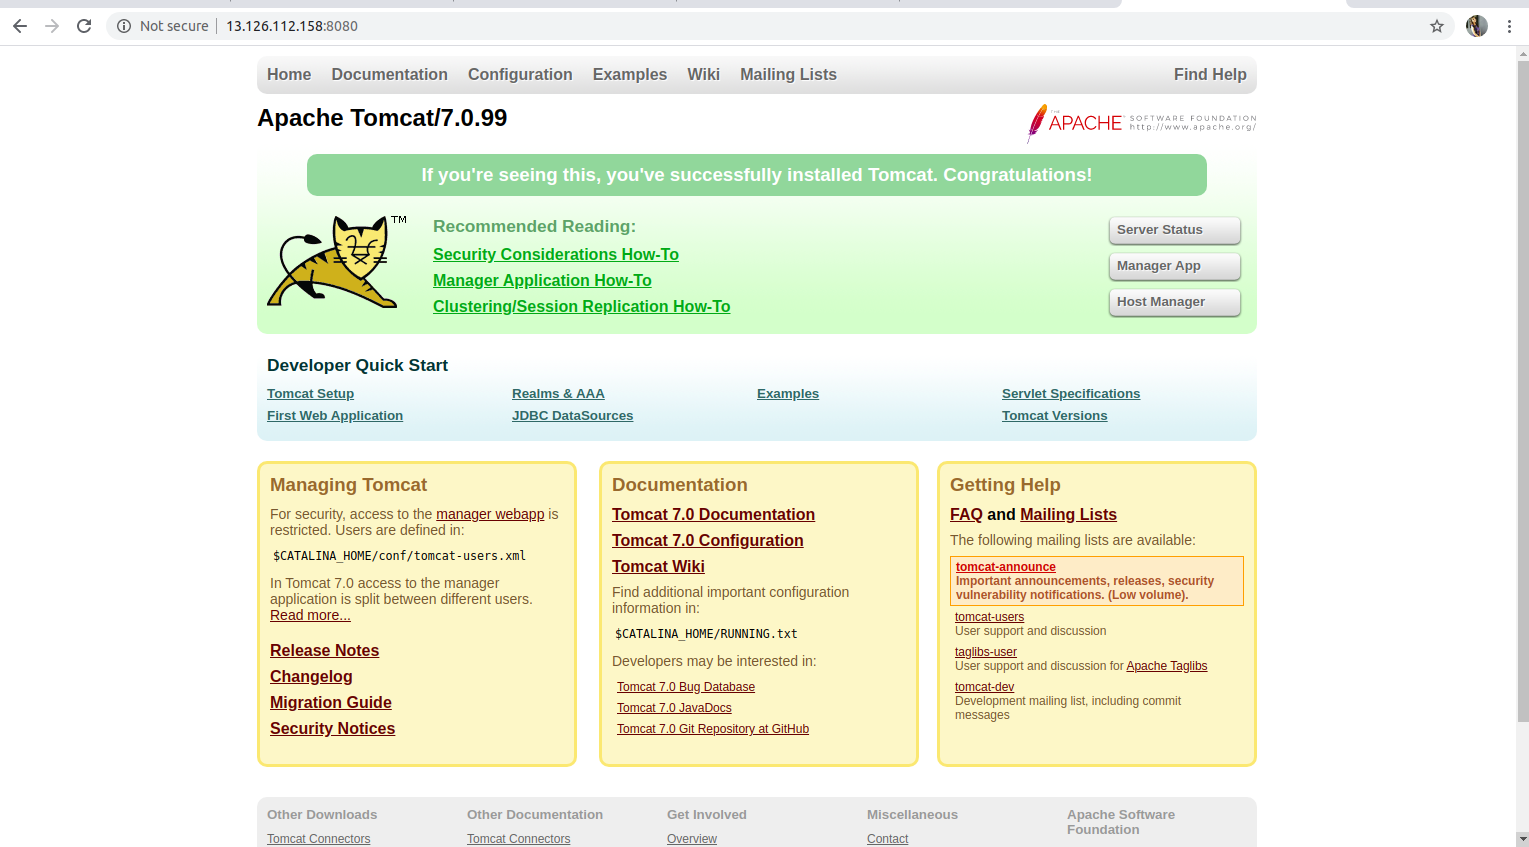 Not secure 13.126.112.158:8080
Home Documentation Configuration Examples Wiki Mailing Lists Find Help
Apache Tomcat/7.0.99
THE APACHE SOFTWARE FOUNDATION
http://www.apache.org/
If you're seeing this, you've successfully installed Tomcat. Congratulations!
TM
Recommended Reading:
Security Considerations How-To
Manager Application How-To
Clustering/Session Replication How-To
Server Status
Manager App
Host Manager
Developer Quick Start
Tomcat Setup
First Web Application
Realms & AAA
JDBC DataSources
Examples
Servlet Specifications
Tomcat Versions
Managing Tomcat
For security, access to the manager webapp is
restricted. Users are defined in:
$CATALINA_HOME/conf/tomcat-users.xml
In Tomcat 7.0 access to the manager
application is split between different users.
Read more...
Release Notes
Changelog
Migration Guide
Security Notices
Documentation
Tomcat 7.0 Documentation
Tomcat 7.0 Configuration
Tomcat Wiki
Find additional important configuration
information in:
$CATALINA_HOME/RUNNING.txt
Developers may be interested in:
Tomcat 7.0 Bug Database
Tomcat 7.0 JavaDocs
Tomcat 7.0 Git Repository at GitHub
Getting Help
FAQ and Mailing Lists
The following mailing lists are available:
tomcat-announce
Important announcements, releases, security
vulnerability notifications. (Low volume).
tomcat-users
User support and discussion
taglibs-user
User support and discussion for Apache Taglibs
tomcat-dev
Development mailing list, including commit
messages
Other Downloads
Tomcat Connectors
Other Documentation
Tomcat Connectors
Get Involved
Overview
Miscellaneous
Contact
Apache Software
Foundation